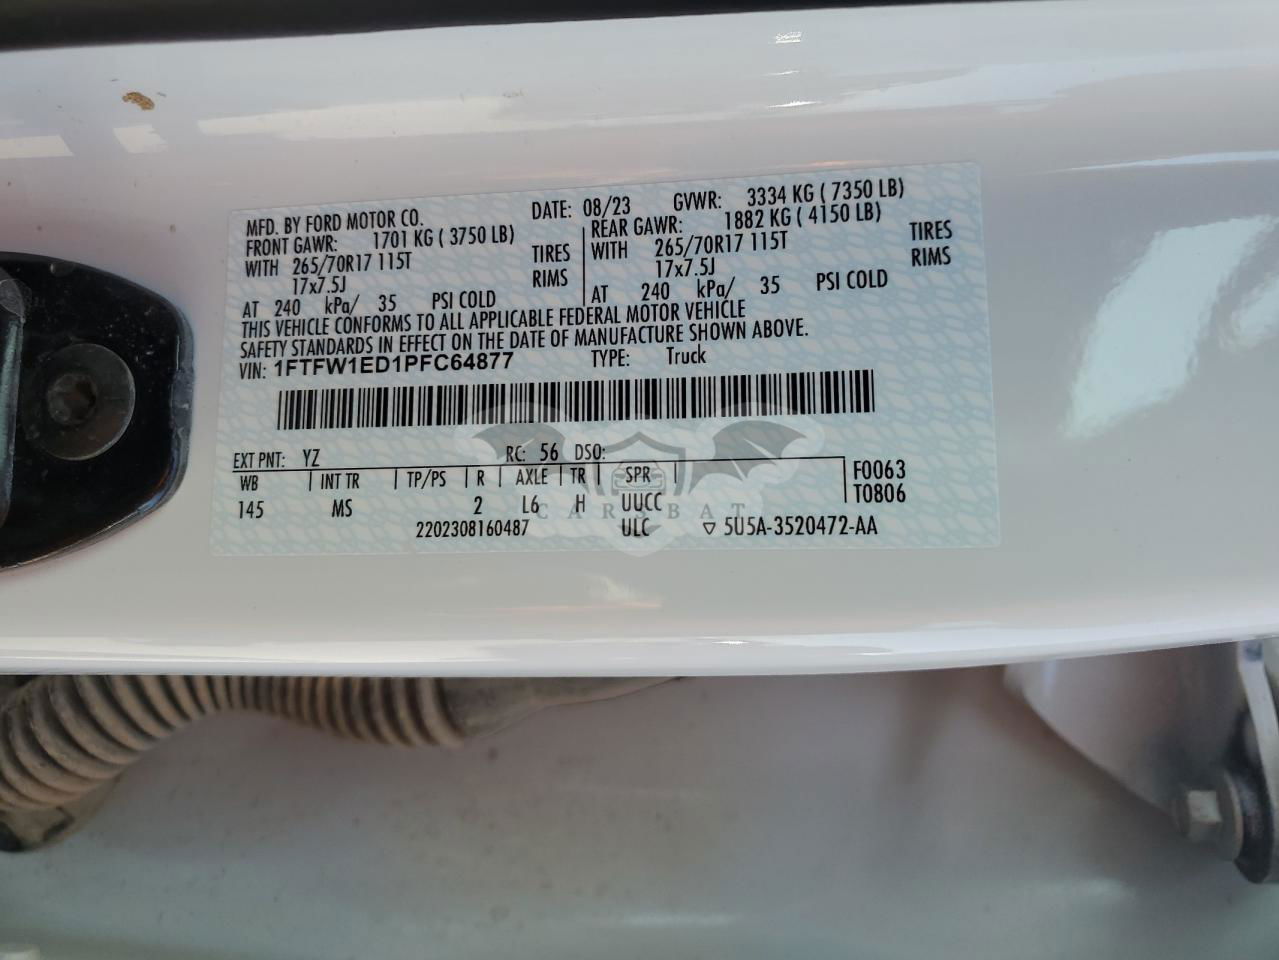 MFD. BY FORD MOTOR CO. DATE: 08/23 GVWR: 3334 KG ( 7350 LB)
FRONT GAWR: 1701 KG ( 3750 LB) REAR GAWR: 1882 KG ( 4150 LB)
WITH 265/70R17 115T TIRES WITH 265/70R17 115T TIRES
17x7.5J RIMS 17x7.5J RIMS
AT 240 kPa/ 35 PSI COLD AT 240 kPa/ 35 PSI COLD
THIS VEHICLE CONFORMS TO ALL APPLICABLE FEDERAL MOTOR VEHICLE
SAFETY STANDARDS IN EFFECT ON THE DATE OF MANUFACTURE SHOWN ABOVE.
VIN: 1FTFW1ED1PFC64877 TYPE: Truck
EXT PNT: YZ RC: 56 DSO:
WB INT TR TP/PS R AXLE TR SPR F0063
145 MS 2 L6 H UUCC T0806
2202308160487 ULC ▽ 5U5A-3520472-AA
CARSBAT